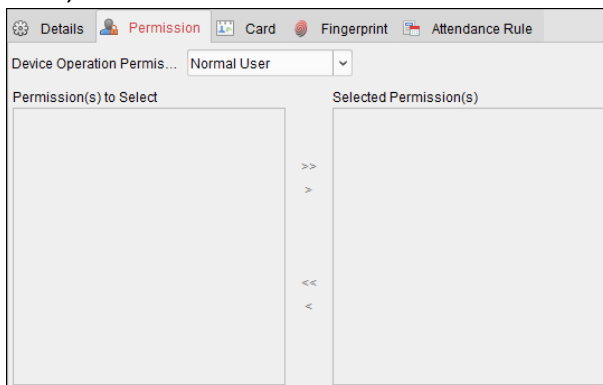 Details Permission Card Fingerprint Attendance Rule
Device Operation Permis... Normal User
Permission(s) to Select Selected Permission(s)
>>
>
<<
<